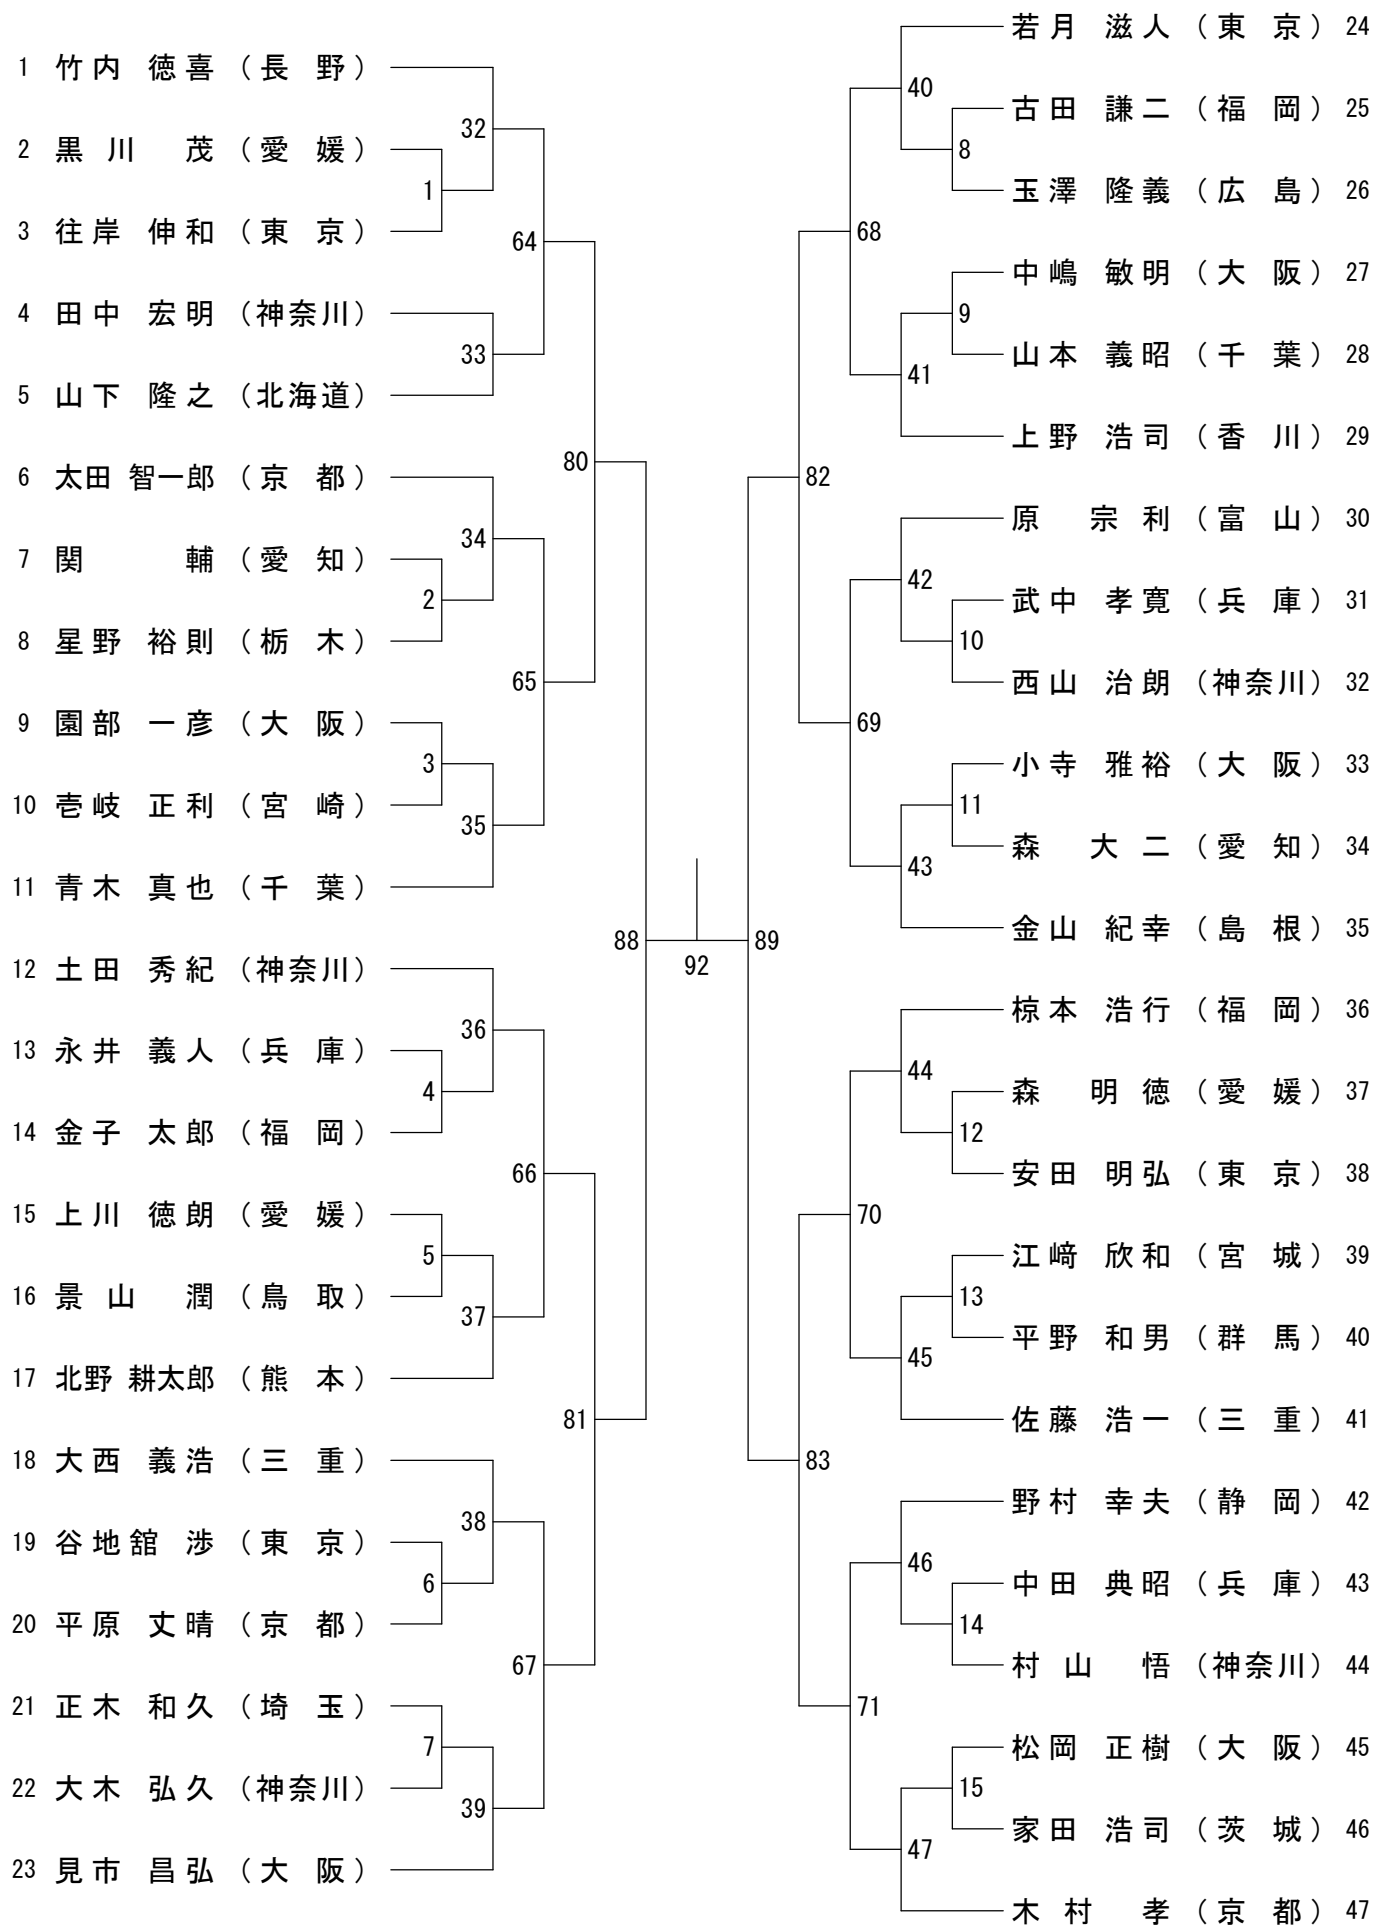 1 竹内 徳喜 (長 野)
2 黒川 茂 (愛 媛)
3 往岸 伸和 (東 京)
4 田中 宏明 (神奈川)
5 山下 隆之 (北海道)
6 太田 智一郎 (京 都)
7 関 輔 (愛 知)
8 星野 裕則 (栃 木)
9 園部 一彦 (大 阪)
10 壱岐 正利 (宮 崎)
11 青木 真也 (千 葉)
12 土田 秀紀 (神奈川)
13 永井 義人 (兵 庫)
14 金子 太郎 (福 岡)
15 上川 徳朗 (愛 媛)
16 景山 潤 (鳥 取)
17 北野 耕太郎 (熊 本)
18 大西 義浩 (三 重)
19 谷地舘 渉 (東 京)
20 平原 丈晴 (京 都)
21 正木 和久 (埼 玉)
22 大木 弘久 (神奈川)
23 見市 昌弘 (大 阪)
1
2
3
4
5
6
7
32
33
34
35
36
37
38
39
64
65
66
67
80
81
88
92
89
82
83
68
69
70
71
40
41
42
43
44
45
46
47
8
9
10
11
12
13
14
15
若月 滋人 (東 京) 24
古田 謙二 (福 岡) 25
玉澤 隆義 (広 島) 26
中嶋 敏明 (大 阪) 27
山本 義昭 (千 葉) 28
上野 浩司 (香 川) 29
原 宗利 (富 山) 30
武中 孝寛 (兵 庫) 31
西山 治朗 (神奈川) 32
小寺 雅裕 (大 阪) 33
森 大二 (愛 知) 34
金山 紀幸 (島 根) 35
椋本 浩行 (福 岡) 36
森 明徳 (愛 媛) 37
安田 明弘 (東 京) 38
江﨑 欣和 (宮 城) 39
平野 和男 (群 馬) 40
佐藤 浩一 (三 重) 41
野村 幸夫 (静 岡) 42
中田 典昭 (兵 庫) 43
村山 悟 (神奈川) 44
松岡 正樹 (大 阪) 45
家田 浩司 (茨 城) 46
木村 孝 (京 都) 47